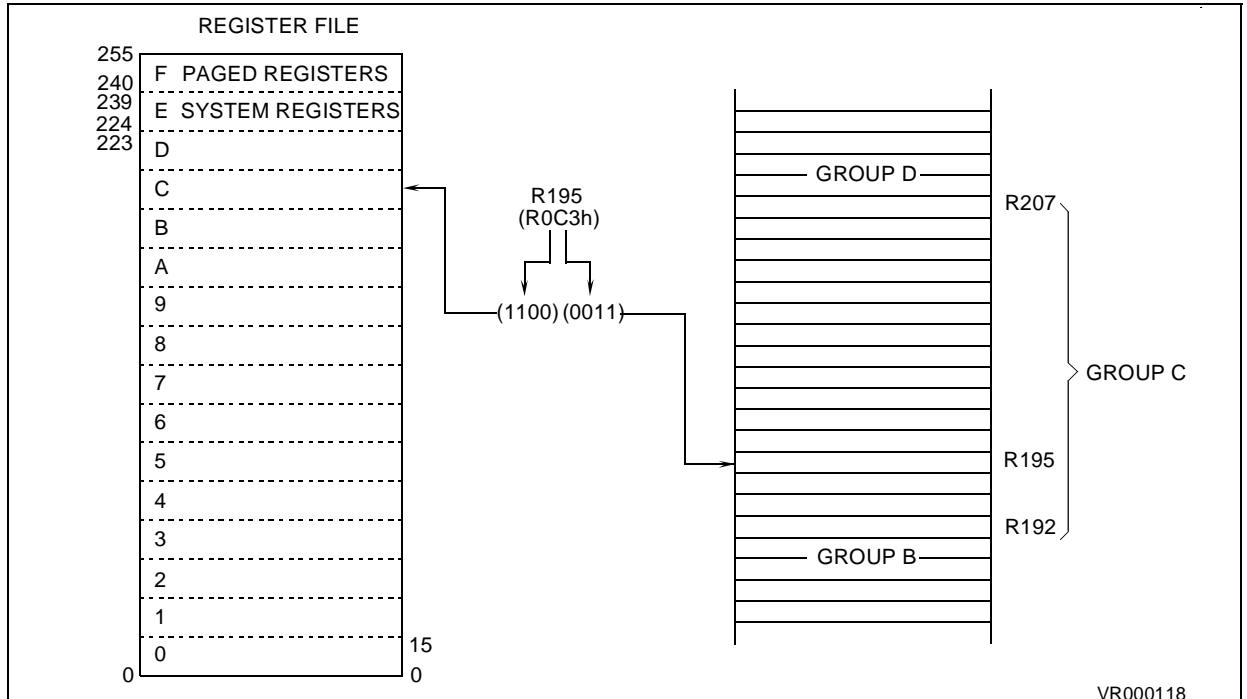 REGISTER FILE
255
240
239
224
223
F PAGED REGISTERS
E SYSTEM REGISTERS
D
C
B
A
9
8
7
6
5
4
3
2
1
0
15
0
0
R195
(R0C3h)
(1100) (0011)
GROUP D
R207
GROUP C
R195
R192
GROUP B
VR000118